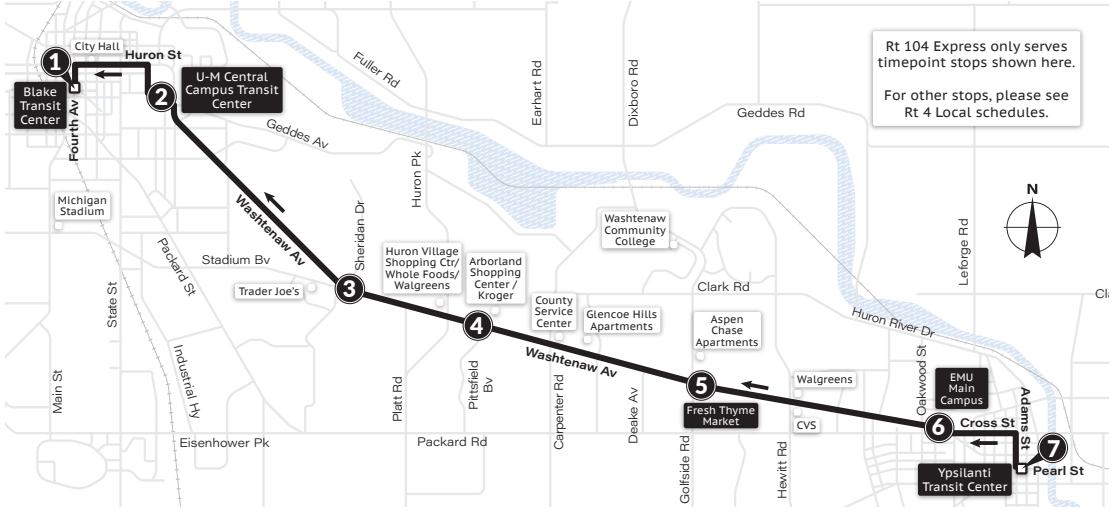 Rt 104 Express only serves
timepoint stops shown here.
For other stops, please see
Rt 4 Local schedules.
City Hall
Huron St
1
Blake
Transit
Center
2
U-M Central
Campus Transit
Center
Fourth Av
Fuller Rd
Earhart Rd
Dixboro Rd
Geddes Rd
Geddes Av
Huron Pk
Michigan
Stadium
Washtenaw Av
Sheridan Dr
Packard St
Stadium Bv
Trader Joe's
State St
Huron Village
Shopping Ctr/
Whole Foods/
Walgreens
Arborland
Shopping
Center /
Kroger
Washtenaw
Community
College
N
Leforge Rd
3
4
County
Service
Center
Glencoe Hills
Apartments
Clark Rd
Cla
Aspen
Chase
Apartments
Huron River Dr
Washtenaw Av
Main St
Industrial Hy
Platt Rd
Pittsfield
Bv
Carpenter Rd
Deake Av
5
Fresh Thyme
Market
Walgreens
CVS
Oakwood St
EMU
Main
Campus
Adams St
6
Cross St
7
Pearl St
Ypsilanti
Transit Center
Eisenhower Pk
Packard Rd
Golfside Rd
Hewitt Rd